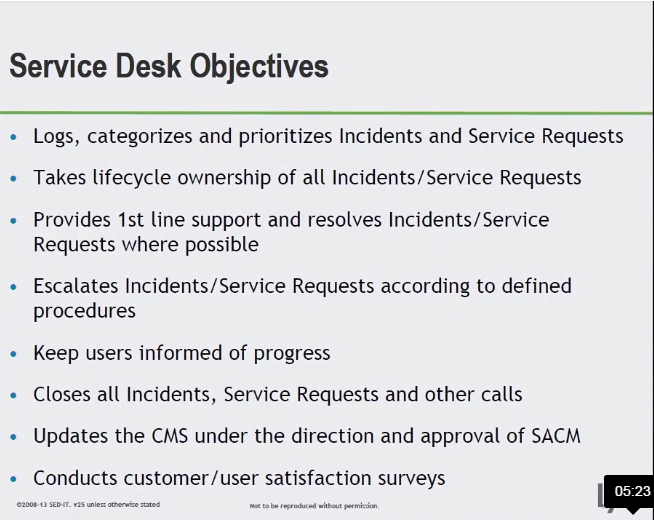 Service Desk Objectives
• Logs, categorizes and prioritizes Incidents and Service Requests
• Takes lifecycle ownership of all Incidents/Service Requests
• Provides 1st line support and resolves Incidents/Service
Requests where possible
• Escalates Incidents/Service Requests according to defined
procedures
• Keep users informed of progress
• Closes all Incidents, Service Requests and other calls
• Updates the CMS under the direction and approval of SACM
• Conducts customer/user satisfaction surveys
05:23
©2008-13 SED-IT. V25 unless otherwise stated
Not to be reproduced without permission.